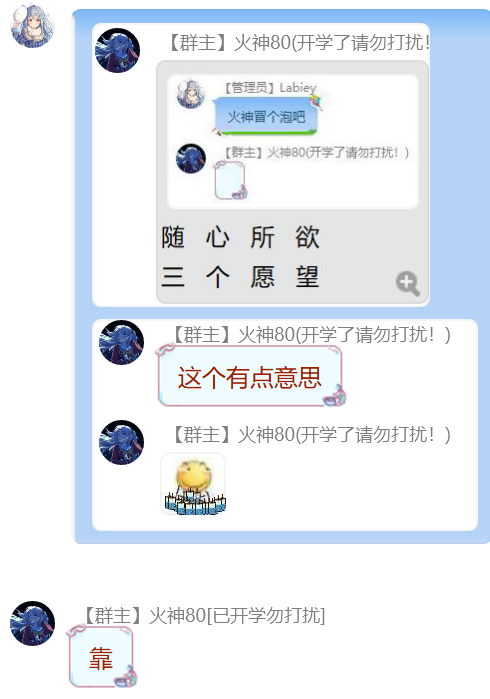 【群主】火神80(开学了请勿打扰!
【管理员】Labiey
火神冒个泡吧
【群主】火神80(开学了请勿打扰! )
随 心 所 欲
三 个 愿 望
【群主】火神80(开学了请勿打扰! )
这个有点意思
【群主】火神80(开学了请勿打扰! )
【群主】火神80[已开学勿打扰]
靠